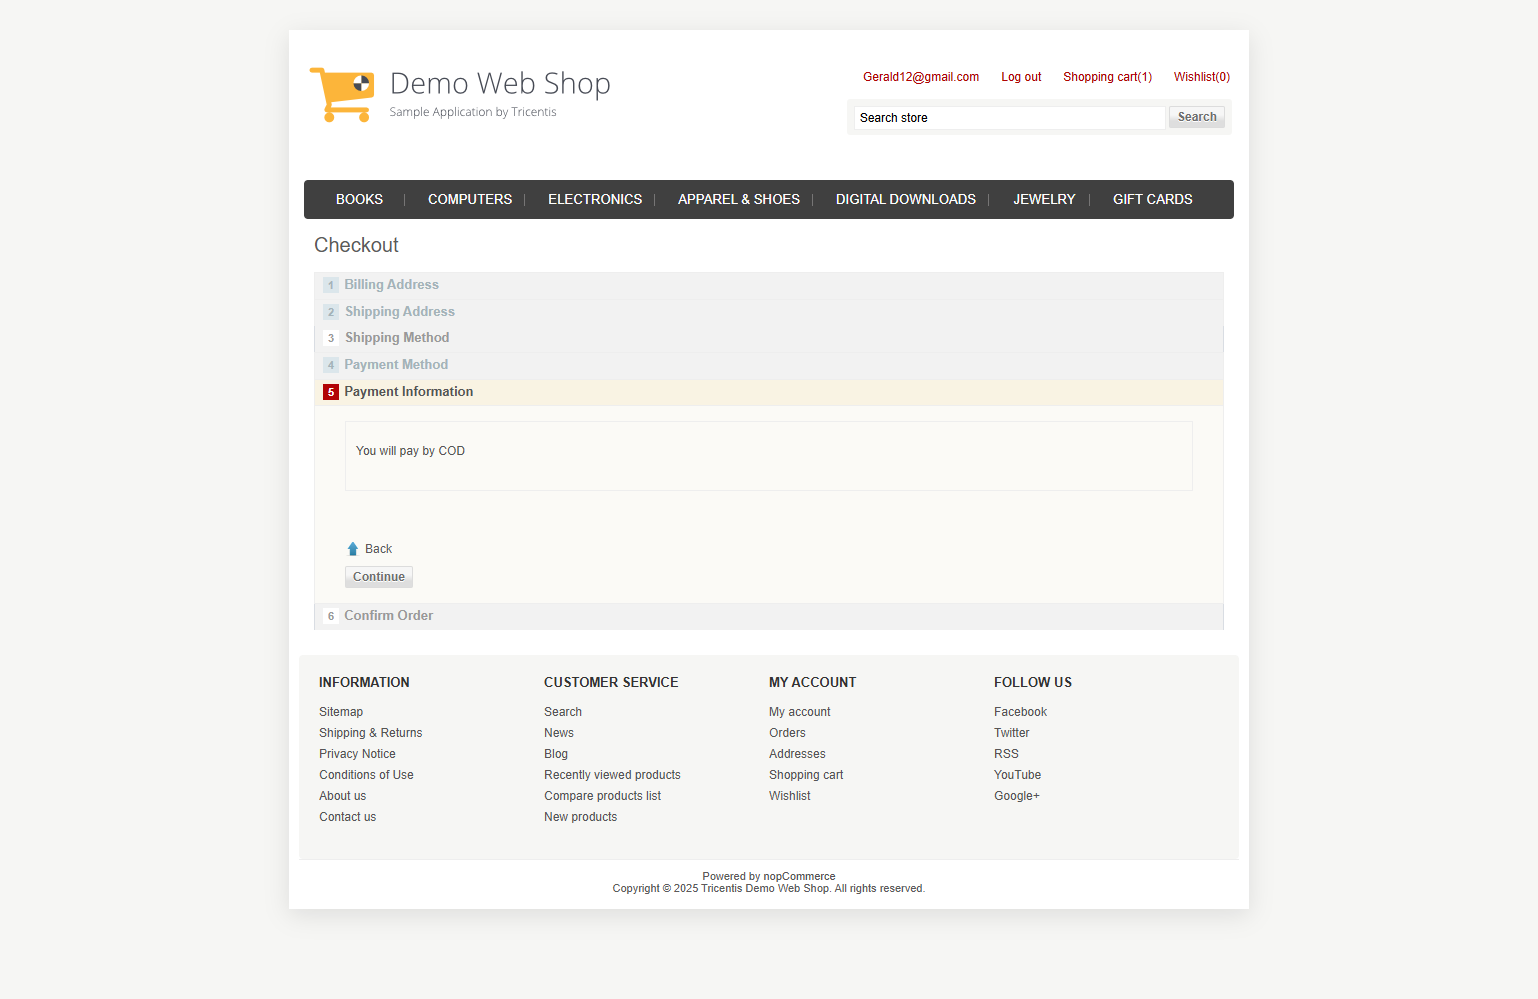 Demo Web Shop
Sample Application by Tricentis
Gerald12@gmail.com Log out Shopping cart(1) Wishlist(0)
Search store Search
BOOKS COMPUTERS ELECTRONICS APPAREL & SHOES DIGITAL DOWNLOADS JEWELRY GIFT CARDS
Checkout
1 Billing Address
2 Shipping Address
3 Shipping Method
4 Payment Method
5 Payment Information
You will pay by COD
Back
Continue
6 Confirm Order
INFORMATION
Sitemap
Shipping & Returns
Privacy Notice
Conditions of Use
About us
Contact us
CUSTOMER SERVICE
Search
News
Blog
Recently viewed products
Compare products list
New products
MY ACCOUNT
My account
Orders
Addresses
Shopping cart
Wishlist
FOLLOW US
Facebook
Twitter
RSS
YouTube
Google+
Powered by nopCommerce
Copyright © 2025 Tricentis Demo Web Shop. All rights reserved.